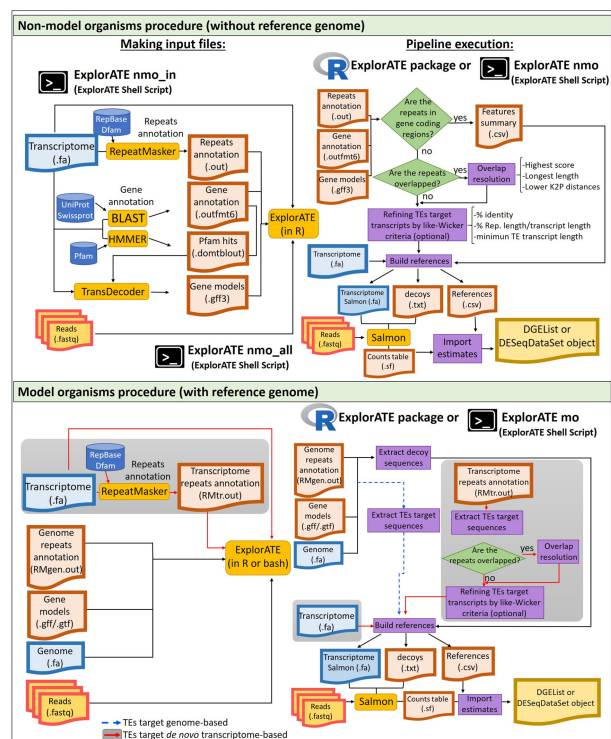 Non-model organisms procedure (without reference genome)
Making input files:
ExplorATE nmo_in
(ExplorATE Shell Script)
RepBase
Dfam
Repeats
annotation
Transcriptome
(.fa)
RepeatMasker
Repeats
annotation
(.out)
Gene annotation
UniProt
Swissprot
BLAST
Gene
annotation
(.outfmt6)
HMMER
Pfam
Pfam hits
(.domtblout)
TransDecoder
Gene models
(.gff3)
ExplorATE
(in R)
Reads
(.fastq)
ExplorATE nmo_all
(ExplorATE Shell Script)
Pipeline execution:
R
ExplorATE package or
ExplorATE nmo
(ExplorATE Shell Script)
Repeats
annotation
(.out)
Gene
annotation
(.outfmt6)
Gene models
(.gff3)
Are the
repeats
in gene coding
regions?
yes
Features
summary
(.csv)
no
Are the repeats
overlapped?
yes
Overlap
resolution
-Highest score
-Longest length
-Lower K2P distances
no
Refining TEs target
transcripts by like-Wicker
criteria (optional)
-% identity
-% Rep. length/transcript length
-minimun TE transcript length
Transcriptome
(.fa)
Build references
Transcriptome
Salmon (.fa)
decoys
(.txt)
References
(.csv)
Reads
(.fastq)
Salmon
Counts table
(.sf)
Import
estimates
DGEList or
DESeqDataSet
object
Model organisms procedure (with reference genome)
RepBase
Dfam
Repeats
annotation
Transcriptome
(.fa)
RepeatMasker
Transcriptome
repeats annotation
(RMtr.out)
Genome
repeats
annotation
(RMgen.out)
Gene
models
(.gff/.gtf)
Genome
(.fa)
ExplorATE
(in R or bash)
Reads
(.fastq)
TEs target genome-based
TEs target de novo transcriptome-based
R
ExplorATE package or
ExplorATE mo
(ExplorATE Shell Script)
Genome
repeats
annotation
(RMgen.out)
Gene
models
(.gff/.gtf)
Genome
(.fa)
Extract decoy
sequences
Extract TEs target
sequences
Transcriptome
repeats annotation
(RMtr.out)
Extract TEs target
sequences
Are the
repeats overlapped?
yes
Overlap
resolution
no
Refining TEs target
transcripts by like-Wicker
criteria (optional)
Transcriptome
(.fa)
Build references
Transcriptome
Salmon (.fa)
decoys
(.txt)
References
(.csv)
Reads
(.fastq)
Salmon
Counts table
(.sf)
Import
estimates
DGEList or
DESeqDataSet object